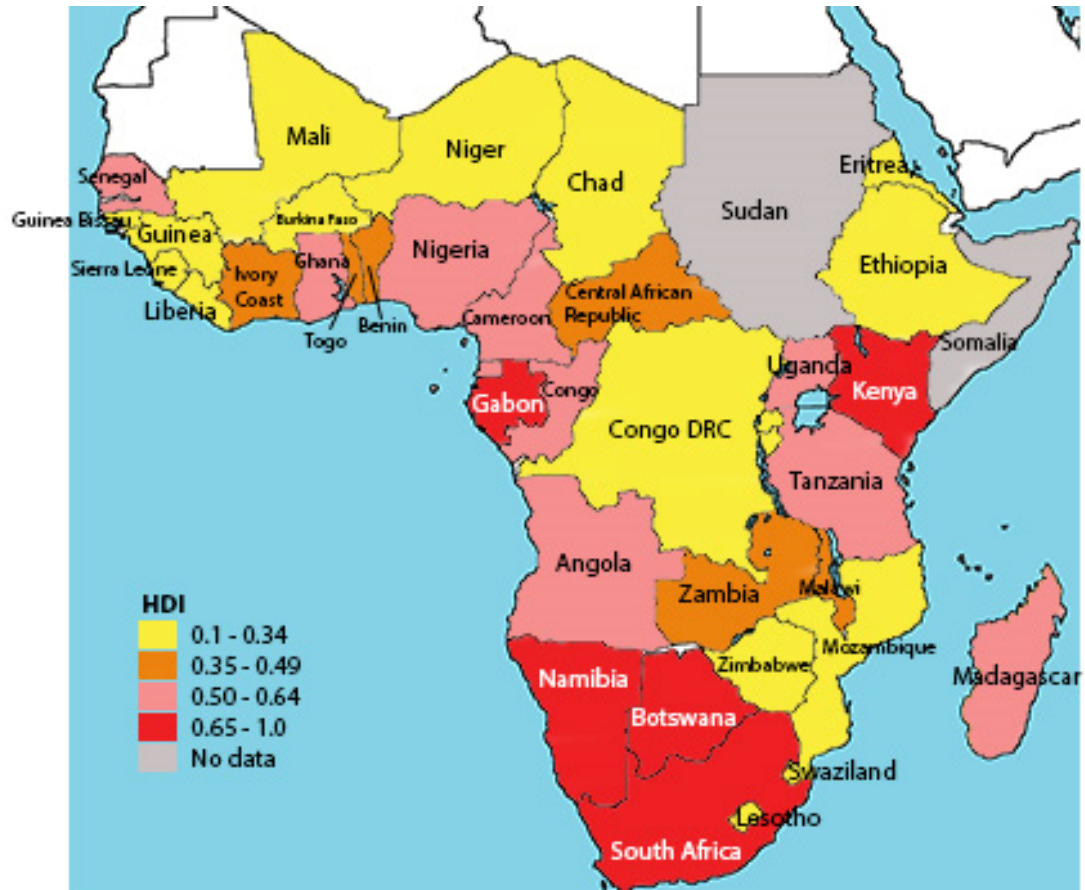 Mali
Niger
Chad
Sudan
Eritrea
Senegal
Guinea Bissau
Burkina Faso
Guinea
Nigeria
Ethiopia
Sierra Leone
Ivory
Coast
Ghana
Central African
Republic
Liberia
Togo
Benin
Cameroon
Somalia
Uganda
Kenya
Gabon
Congo
Congo DRC
Tanzania
Angola
Zambia
Malawi
HDI
0.1 - 0.34
0.35 - 0.49
0.50 - 0.64
0.65 - 1.0
No data
Mozambique
Zimbabwe
Namibia
Madagascar
Botswana
Swaziland
Lesotho
South Africa